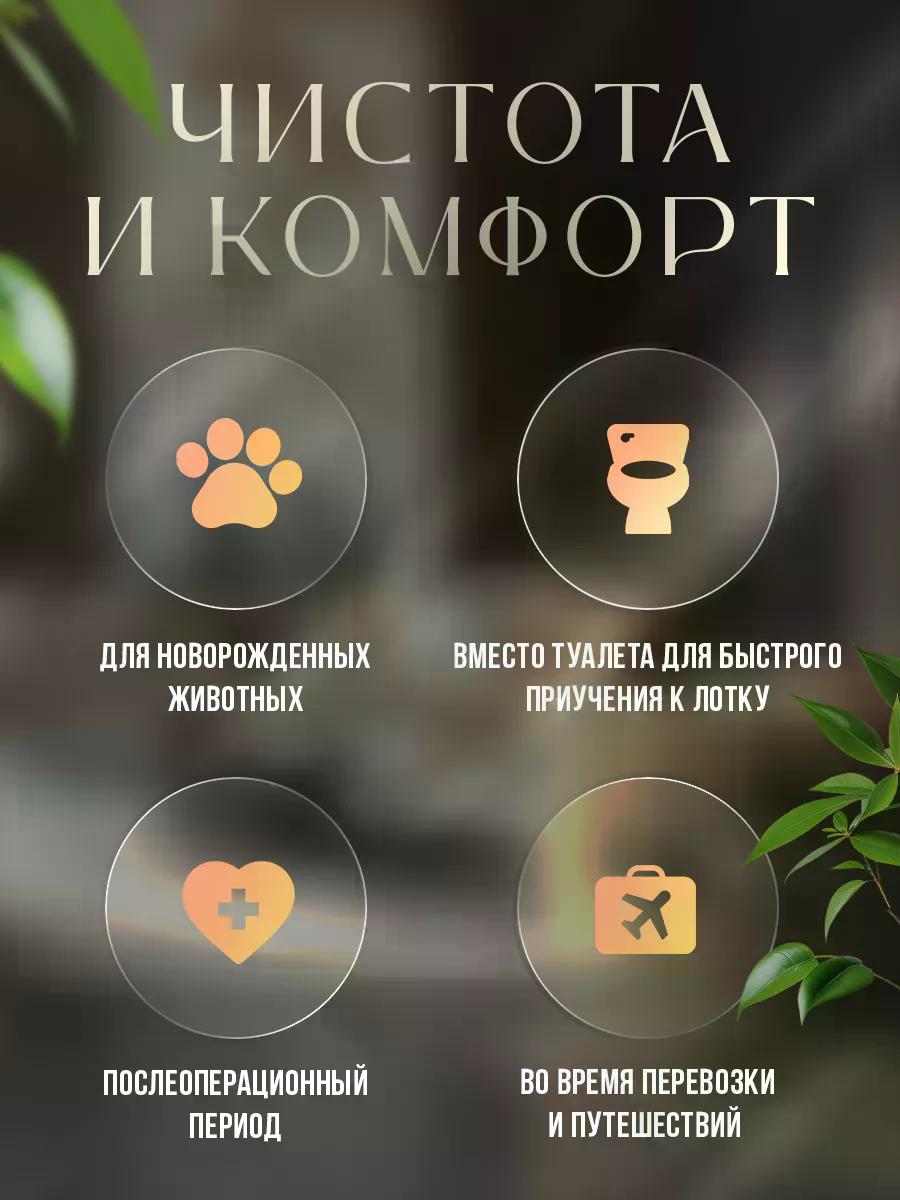 ЧИСТОТА
И КОМФОРТ
ДЛЯ НОВОРОЖДЕННЫХ
ЖИВОТНЫХ
ВМЕСТО ТУАЛЕТА ДЛЯ БЫСТРОГО
ПРИУЧЕНИЯ К ЛОТКУ
ПОСЛЕОПЕРАЦИОННЫЙ
ПЕРИОД
ВО ВРЕМЯ ПЕРЕВОЗКИ
И ПУТЕШЕСТВИЙ